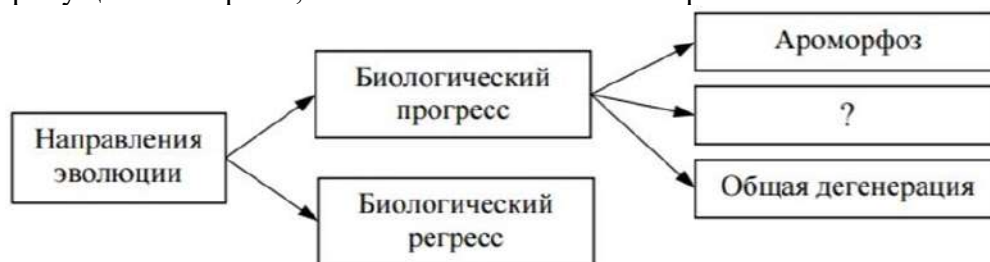 Ароморфоз
Биологический
прогресс
?
Направления
эволюции
Общая дегенерация
Биологический
регресс